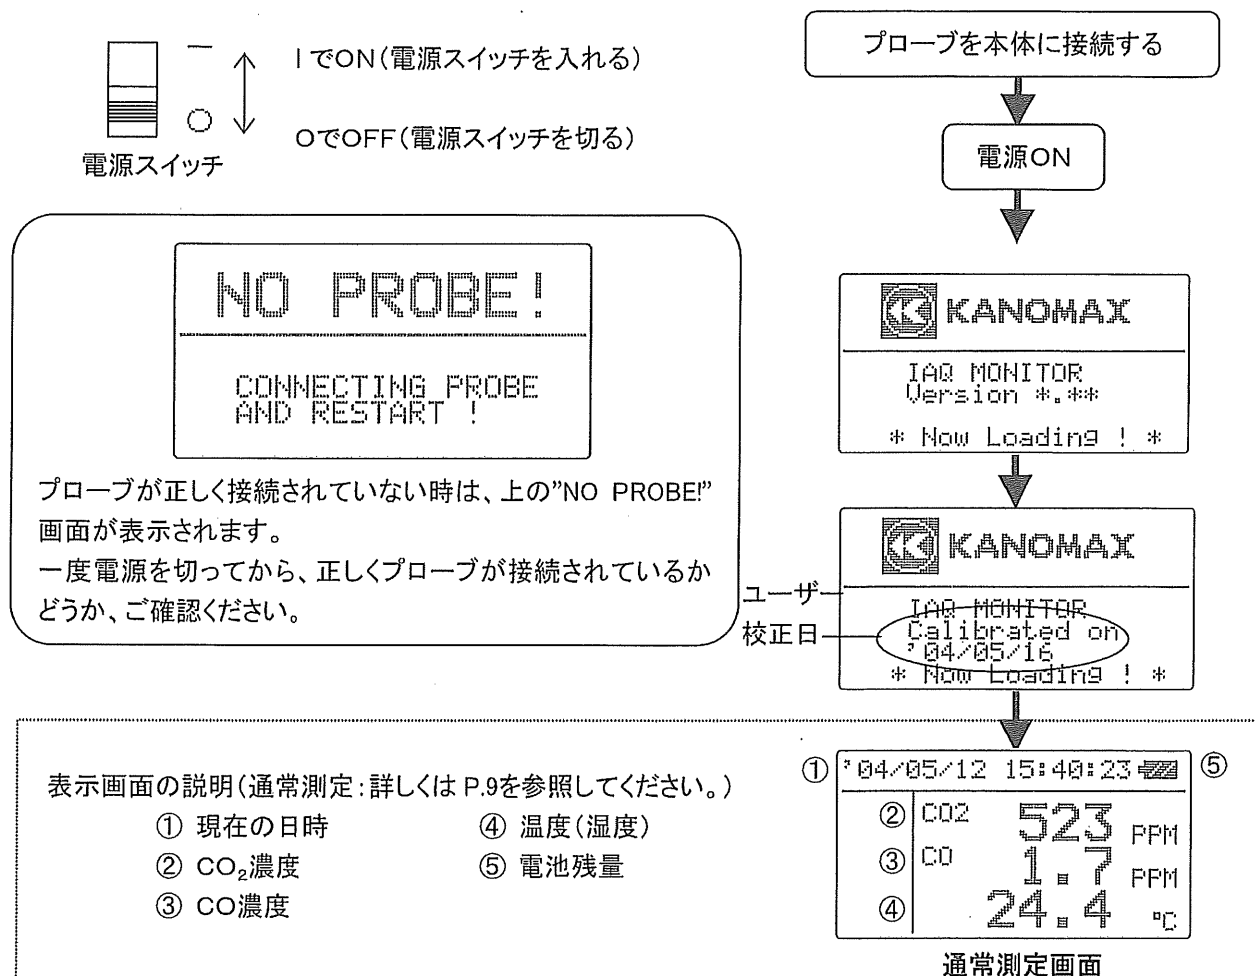 I でON(電源スイッチを入れる)
OでOFF(電源スイッチを切る)
電源スイッチ
NO PROBE!
CONNECTING PROBE
AND RESTART !
プローブが正しく接続されていない時は、上の”NO PROBE!”
画面が表示されます。
一度電源を切ってから、正しくプローブが接続されているか
どうか、ご確認ください。
プローブを本体に接続する
電源ON
KANOMAX
IAQ MONITOR
Version *.**
* Now Loading ! *
KANOMAX
ユーザ
IAQ MONITOR
校正日
Calibrated on
'04/05/16
* Now Loading ! *
表示画面の説明(通常測定:詳しくは P.9を参照してください。)
① 現在の日時
② CO₂濃度
③ CO濃度
④ 温度(湿度)
⑤ 電池残量
① '04/05/12 15:40:23 ⑤
② CO2 523 PPM
③ CO 1.7 PPM
④ 24.4 °C
通常測定画面